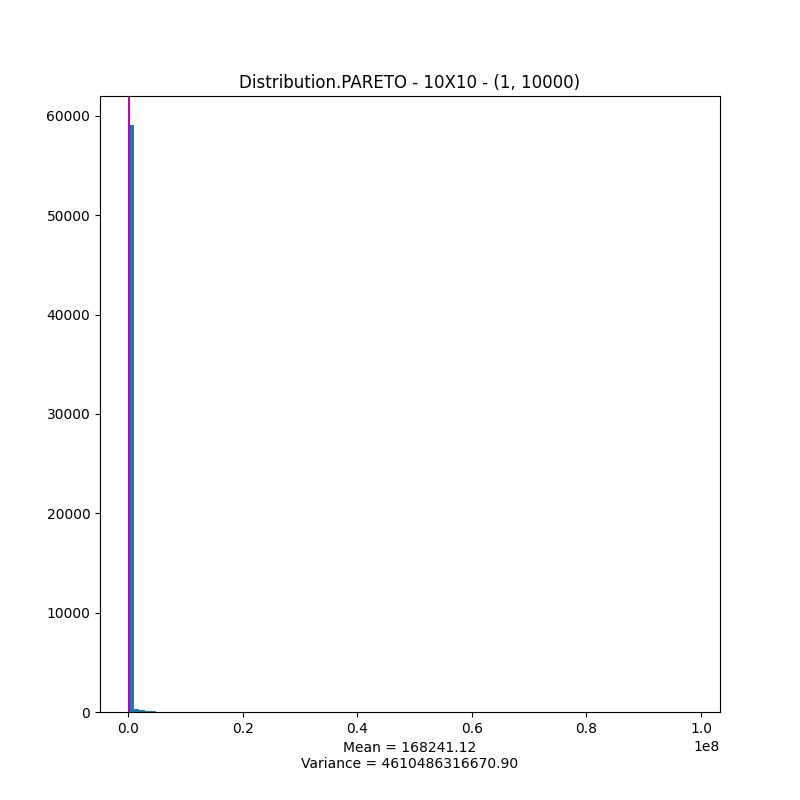 Distribution.PARETO - 10X10 - (1, 10000)
60000
50000
40000
30000
20000
10000
0
0.0 0.2 0.4 0.6 0.8 1.0
1e8
Mean = 168241.12
Variance = 4610486316670.90